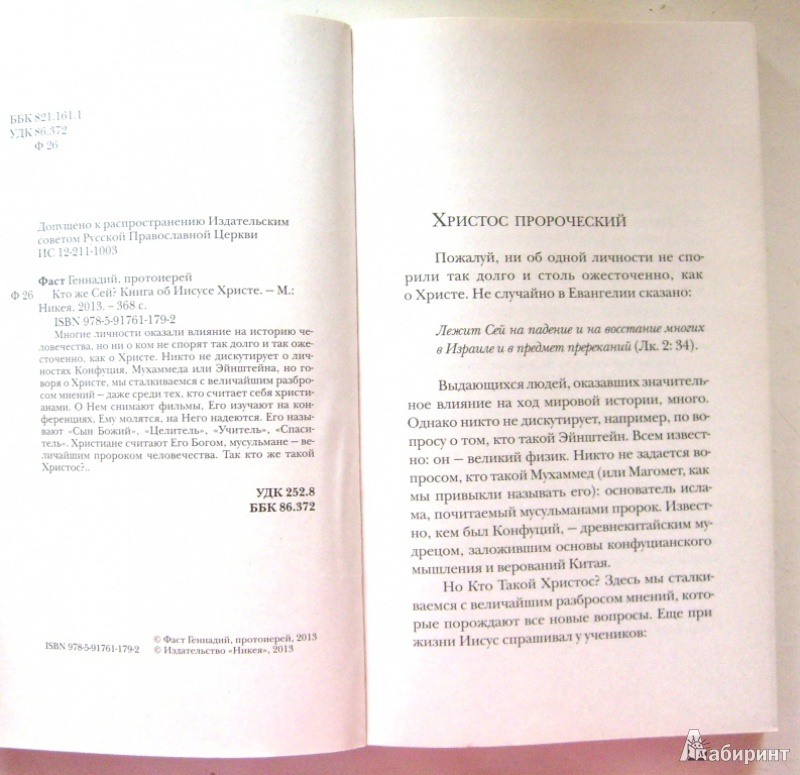 ББК 821.161.1
УДК 86.372
Ф 26
Допущено к распространению Издательским
советом Русской Православной Церкви
ИС 12-211-1003
Фаст Геннадий, протоиерей
Ф 26 Кто же Сей? Книга об Иисусе Христе. — М.:
Никея. 2013. – 368 с.
ISBN 978-5-91761-179-2
Многие личности оказали влияние на историю че-
ловечества, но ни о ком не спорят так долго и так оже-
сточенно, как о Христе. Никто не дискутирует о лич-
ностях Конфуция, Мухаммеда или Эйнштейна, но го-
воря о Христе, мы сталкиваемся с величайшим разбро-
сом мнений – даже среди тех, кто считает себя христи-
анами. О Нем снимают фильмы, Его изучают на кон-
ференциях. Ему молятся, на Него надеются. Его назы-
вают «Сын Божий», «Целитель», «Учитель», «Спаси-
тель». Христиане считают Его Богом, мусульмане – ве-
личайшим пророком человечества. Так кто же такой
Христос?..
УДК 252.8
ББК 86.372
ISBN 978-5-91761-179-2
© Фаст Геннадий, протоиерей, 2013
© Издательство «Никея», 2013
Христос пророческий
Пожалуй, ни об одной личности не спо-
рили так долго и столь ожесточенно, как
о Христе. Не случайно в Евангелии сказано:
Лежит Сей на падение и на восстание многих
в Израиле и в предмет пререканий (Лк. 2: 34).
Выдающихся людей, оказавших значитель-
ное влияние на ход мировой истории, много.
Однако никто не дискутирует, например, по во-
просу о том, кто такой Эйнштейн. Всем извест-
но: он — великий физик. Никто не задается во-
просом, кто такой Мухаммед (или Магомет, как
мы привыкли называть его): основатель исла-
ма, почитаемый мусульманами пророк. Извест-
но, кем был Конфуций, — древнекитайским му-
дрецом, заложившим основы конфуцианского
мышления и верований Китая.
Но Кто Такой Христос? Здесь мы сталки-
ваемся с величайшим разбросом мнений, кото-
рые порождают все новые вопросы. Еще при
жизни Иисус спрашивал у учеников:
Лабиринт